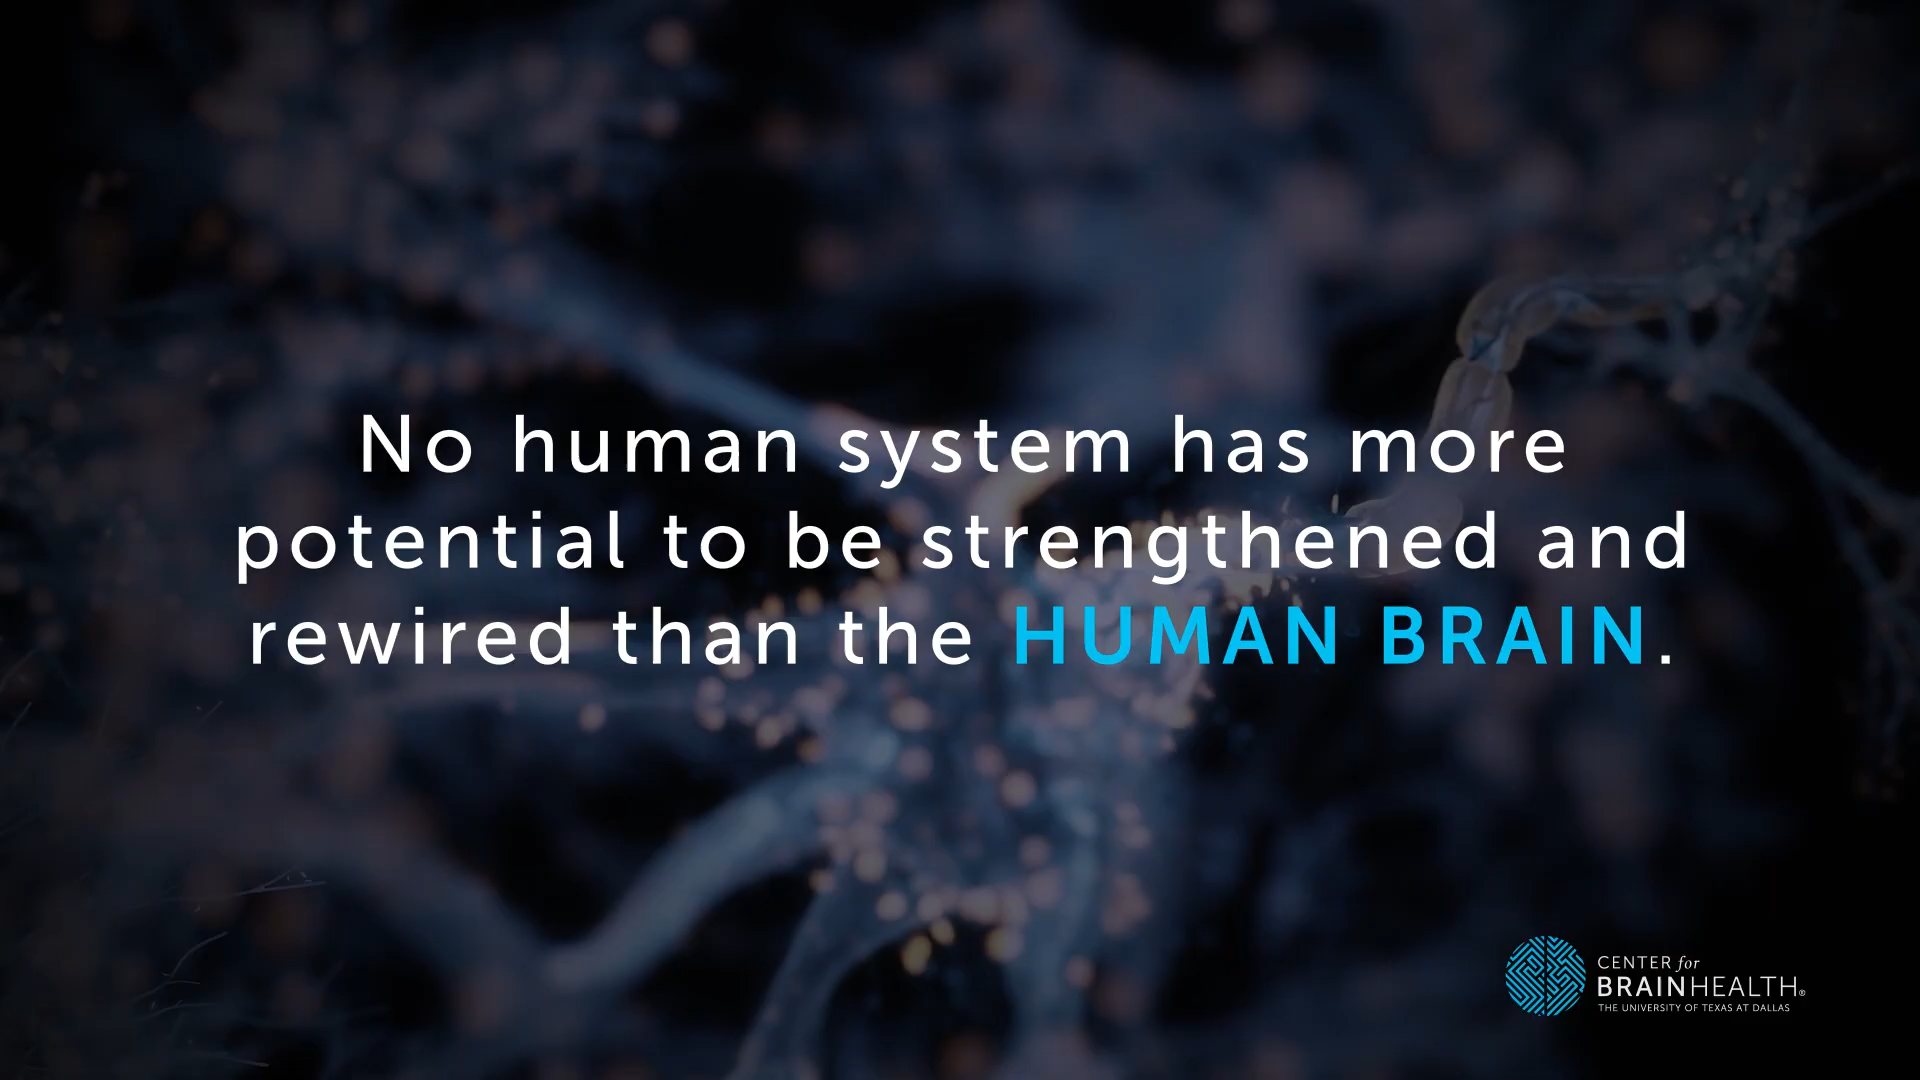 No human system has more
potential to be strengthened and
rewired than the HUMAN BRAIN.
CENTER for
BRAINHEALTH®
THE UNIVERSITY OF TEXAS AT DALLAS